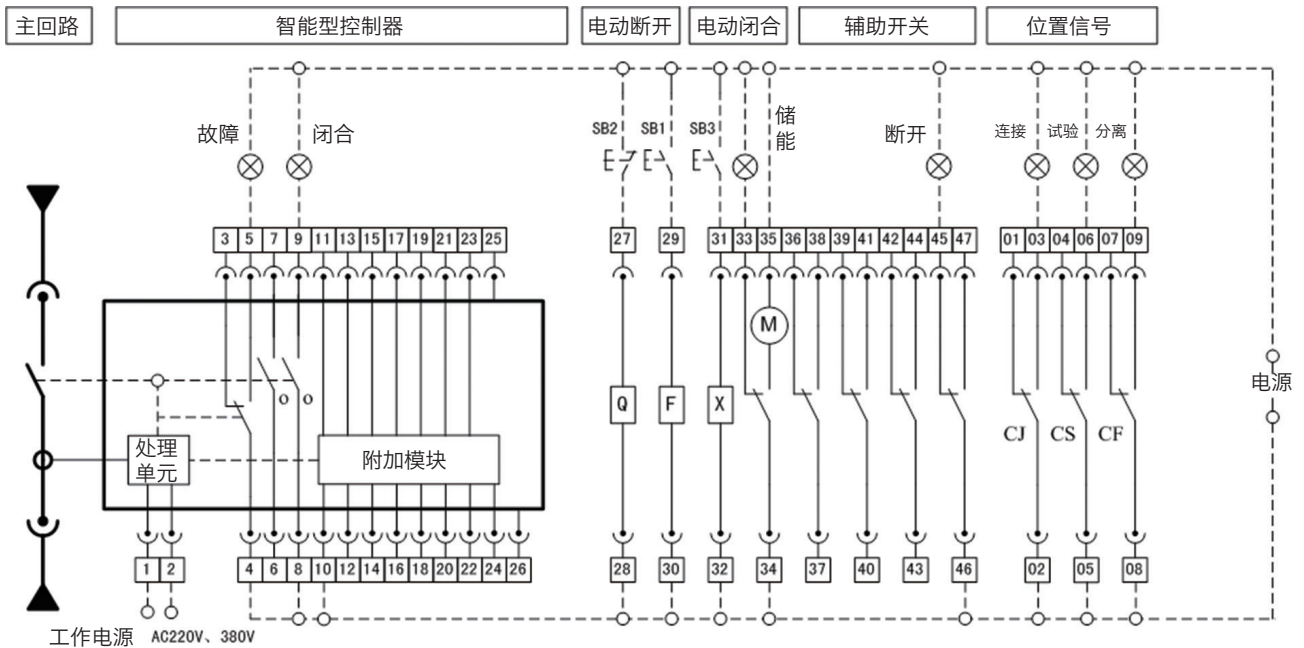 主回路 智能型控制器 电动断开 电动闭合 辅助开关 位置信号
故障 闭合 SB2 SB1 SB3 储能 断开 连接 试验 分离
3 5 7 9 11 13 15 17 19 21 23 25 27 29 31 33 35 36 38 39 41 42 44 45 47 01 03 04 06 07 09
M
电源
o o Q F X
CJ CS CF
处理单元 附加模块
1 2 4 6 8 10 12 14 16 18 20 22 24 26 28 30 32 34 37 40 43 46 02 05 08
工作电源 AC220V、380V